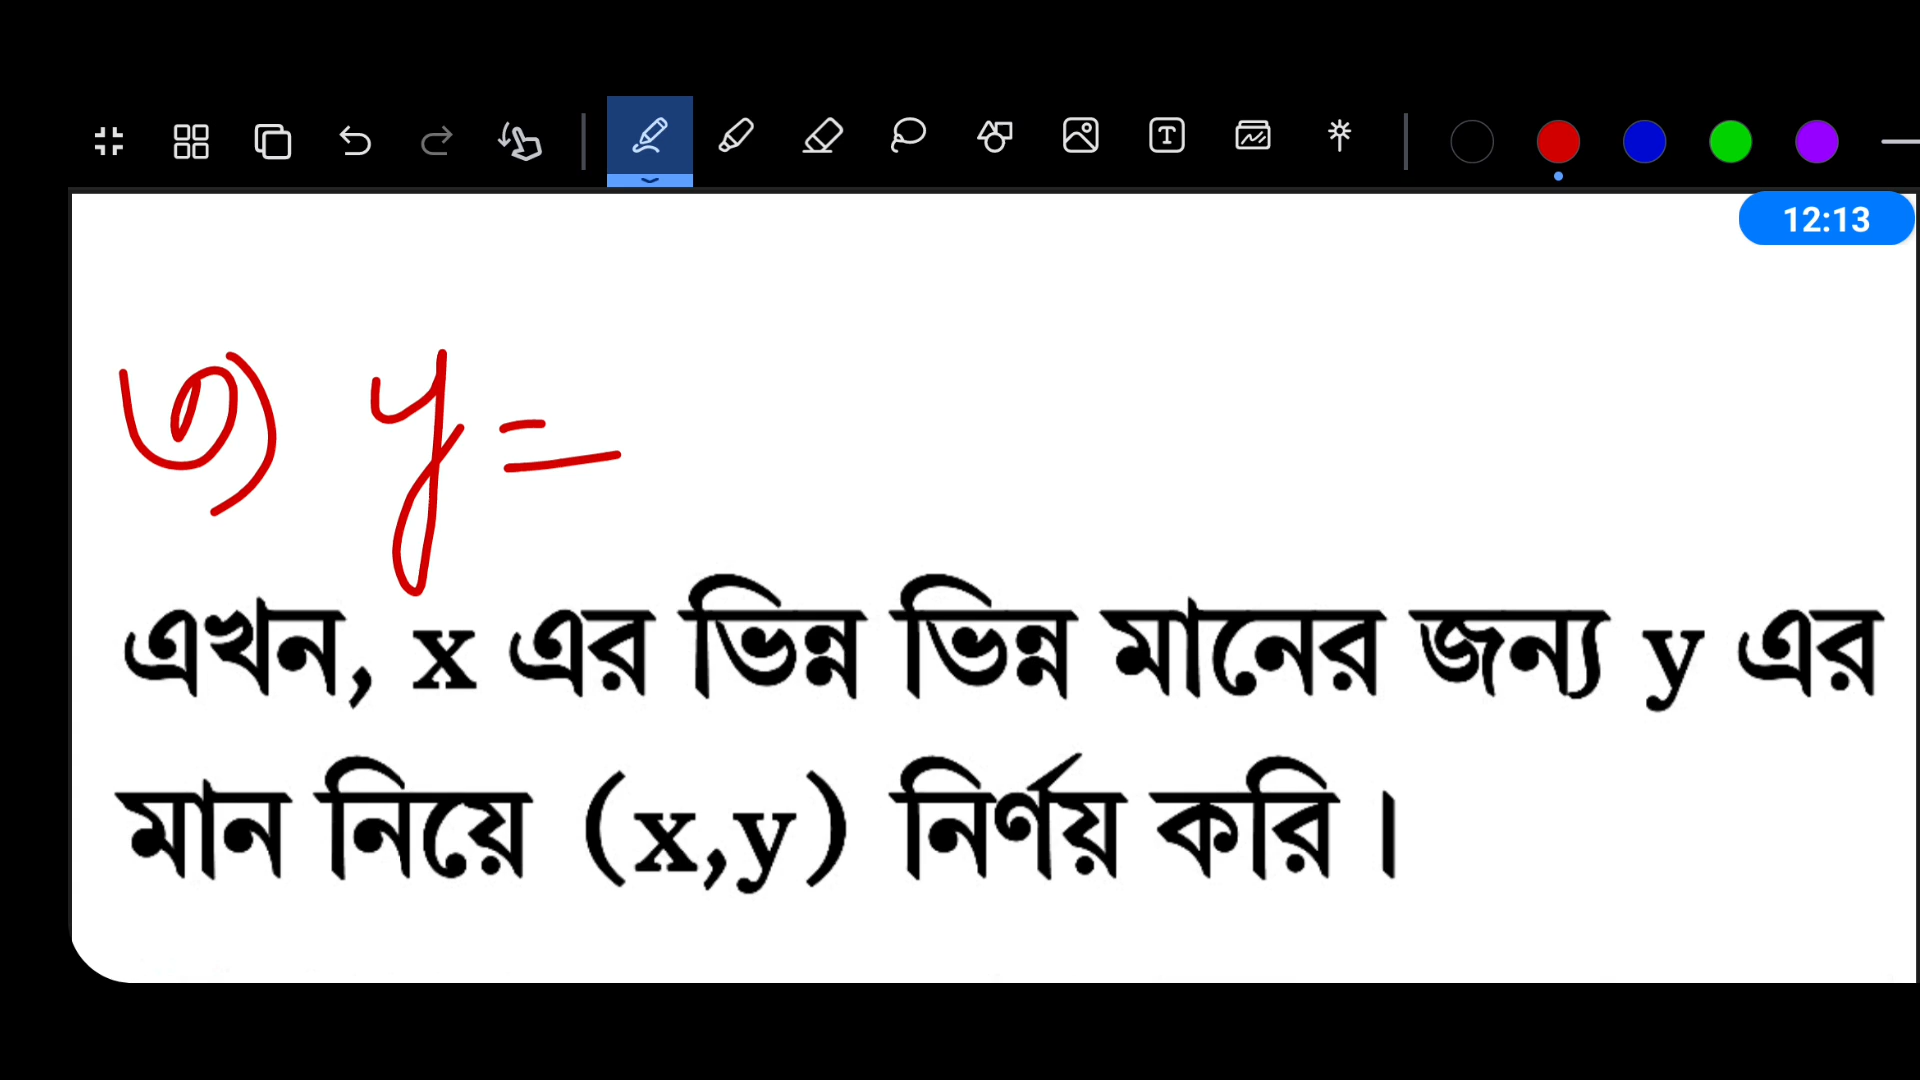 12:13
৩) y=
এখন, x এর ভিন্ন ভিন্ন মানের জন্য y এর
মান নিয়ে (x,y) নির্ণয় করি।